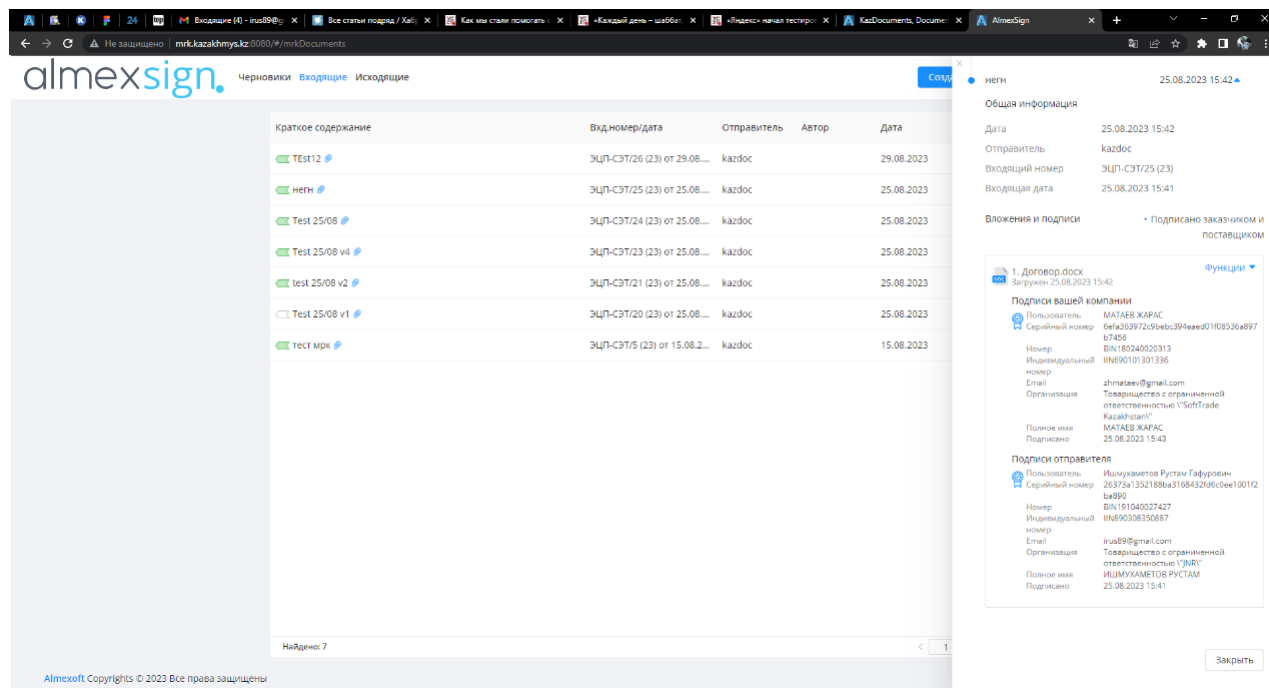 24
top
Входящие (4) - irus89@g
Все статьи подряд / Хаб
Как мы стали помогать с
«Каждый день – шаббат,
«Яндекс» начал тестиро
KazDocuments, Documen
AlmexSign
Не защищено | mrk.kazakhmys.kz:8080/#/mrkDocuments
almexsign.
Черновики Входящие Исходящие
Созда
Краткое содержание Вхд.номер/дата Отправитель Автор Дата
TEst12 ЭЦП-СЭТ/26 (23) от 29.08.... kazdoc 29.08.2023
негн ЭЦП-СЭТ/25 (23) от 25.08.... kazdoc 25.08.2023
Test 25/08 ЭЦП-СЭТ/24 (23) от 25.08.... kazdoc 25.08.2023
Test 25/08 v4 ЭЦП-СЭТ/23 (23) от 25.08.... kazdoc 25.08.2023
test 25/08 v2 ЭЦП-СЭТ/21 (23) от 25.08.... kazdoc 25.08.2023
Test 25/08 v1 ЭЦП-СЭТ/20 (23) от 25.08.... kazdoc 25.08.2023
тест мрк ЭЦП-СЭТ/5 (23) от 15.08.2... kazdoc 15.08.2023
Найдено: 7
1
Almexoft Copyrights © 2023 Все права защищены
негн 25.08.2023 15:42
Общая информация
Дата 25.08.2023 15:42
Отправитель kazdoc
Входящий номер ЭЦП-СЭТ/25 (23)
Входящая дата 25.08.2023 15:41
Вложения и подписи • Подписано заказчиком и
поставщиком
1. Договор.docx Функции
Загружен 25.08.2023 15:42
Подписи вашей компании
Пользователь МАТАЕВ ЖАРАС
Серийный номер 6efa363972c9bebc394eaed01f08536a897
b7456
Номер BIN180240020313
Индивидуальный IIN690101301336
номер
Email zhmataev@gmail.com
Организация Товарищество с ограниченной
ответственностью \"SoftTrade
Kazakhstan\"
Полное имя МАТАЕВ ЖАРАС
Подписано 25.08.2023 15:43
Подписи отправителя
Пользователь Ишмухаметов Рустам Гафурович
Серийный номер 26373a1352188ba3168432fd6c0ee1001f2
ba890
Номер BIN191040027427
Индивидуальный IIN890308350887
номер
Email irus89@gmail.com
Организация Товарищество с ограниченной
ответственностью \"JNR\"
Полное имя ИШМУХАМЕТОВ РУСТАМ
Подписано 25.08.2023 15:41
Закрыть